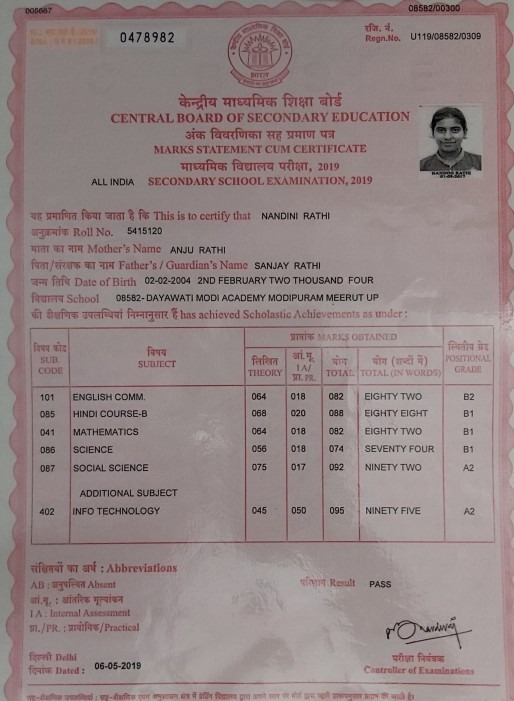 005687
08582/00300
0478982
रजि. नं.
Regn.No. U119/08582/0309
भारत
केन्द्रीय माध्यमिक शिक्षा बोर्ड
CENTRAL BOARD OF SECONDARY EDUCATION
अंक विवरणिका सह प्रमाण पत्र
MARKS STATEMENT CUM CERTIFICATE
माध्यमिक विद्यालय परीक्षा, 2019
ALL INDIA SECONDARY SCHOOL EXAMINATION, 2019
NANDINI RATHI
यह प्रमाणित किया जाता है कि This is to certify that NANDINI RATHI
अनुक्रमांक Roll No. 5415120
माता का नाम Mother's Name ANJU RATHI
पिता/संरक्षक का नाम Father's / Guardian's Name SANJAY RATHI
जन्म तिथि Date of Birth 02-02-2004 2ND FEBRUARY TWO THOUSAND FOUR
विद्यालय School 08582- DAYAWATI MODI ACADEMY MODIPURAM MEERUT UP
की शैक्षणिक उपलब्धियां निम्नानुसार हैं has achieved Scholastic Achievements as under :
विषय कोड SUB. CODE
विषय SUBJECT
प्राप्तांक MARKS OBTAINED
लिखित THEORY
आं.मू. I A/ प्रा. PR.
योग TOTAL
योग (शब्दों में) TOTAL (IN WORDS)
स्थितीय ग्रेड POSITIONAL GRADE
101 ENGLISH COMM. 064 018 082 EIGHTY TWO B2
085 HINDI COURSE-B 068 020 088 EIGHTY EIGHT B1
041 MATHEMATICS 064 018 082 EIGHTY TWO B1
086 SCIENCE 056 018 074 SEVENTY FOUR B1
087 SOCIAL SCIENCE 075 017 092 NINETY TWO A2
ADDITIONAL SUBJECT
402 INFO TECHNOLOGY 045 050 095 NINETY FIVE A2
संक्षिप्तियों का अर्थ : Abbreviations
AB : अनुपस्थित Absent
आं.मू. : आंतरिक मूल्यांकन
I A : Internal Assessment
प्रा./PR. : प्रायोगिक/Practical
परिणाम Result PASS
दिल्ली Delhi
दिनांक Dated : 06-05-2019
परीक्षा नियंत्रक
Controller of Examinations